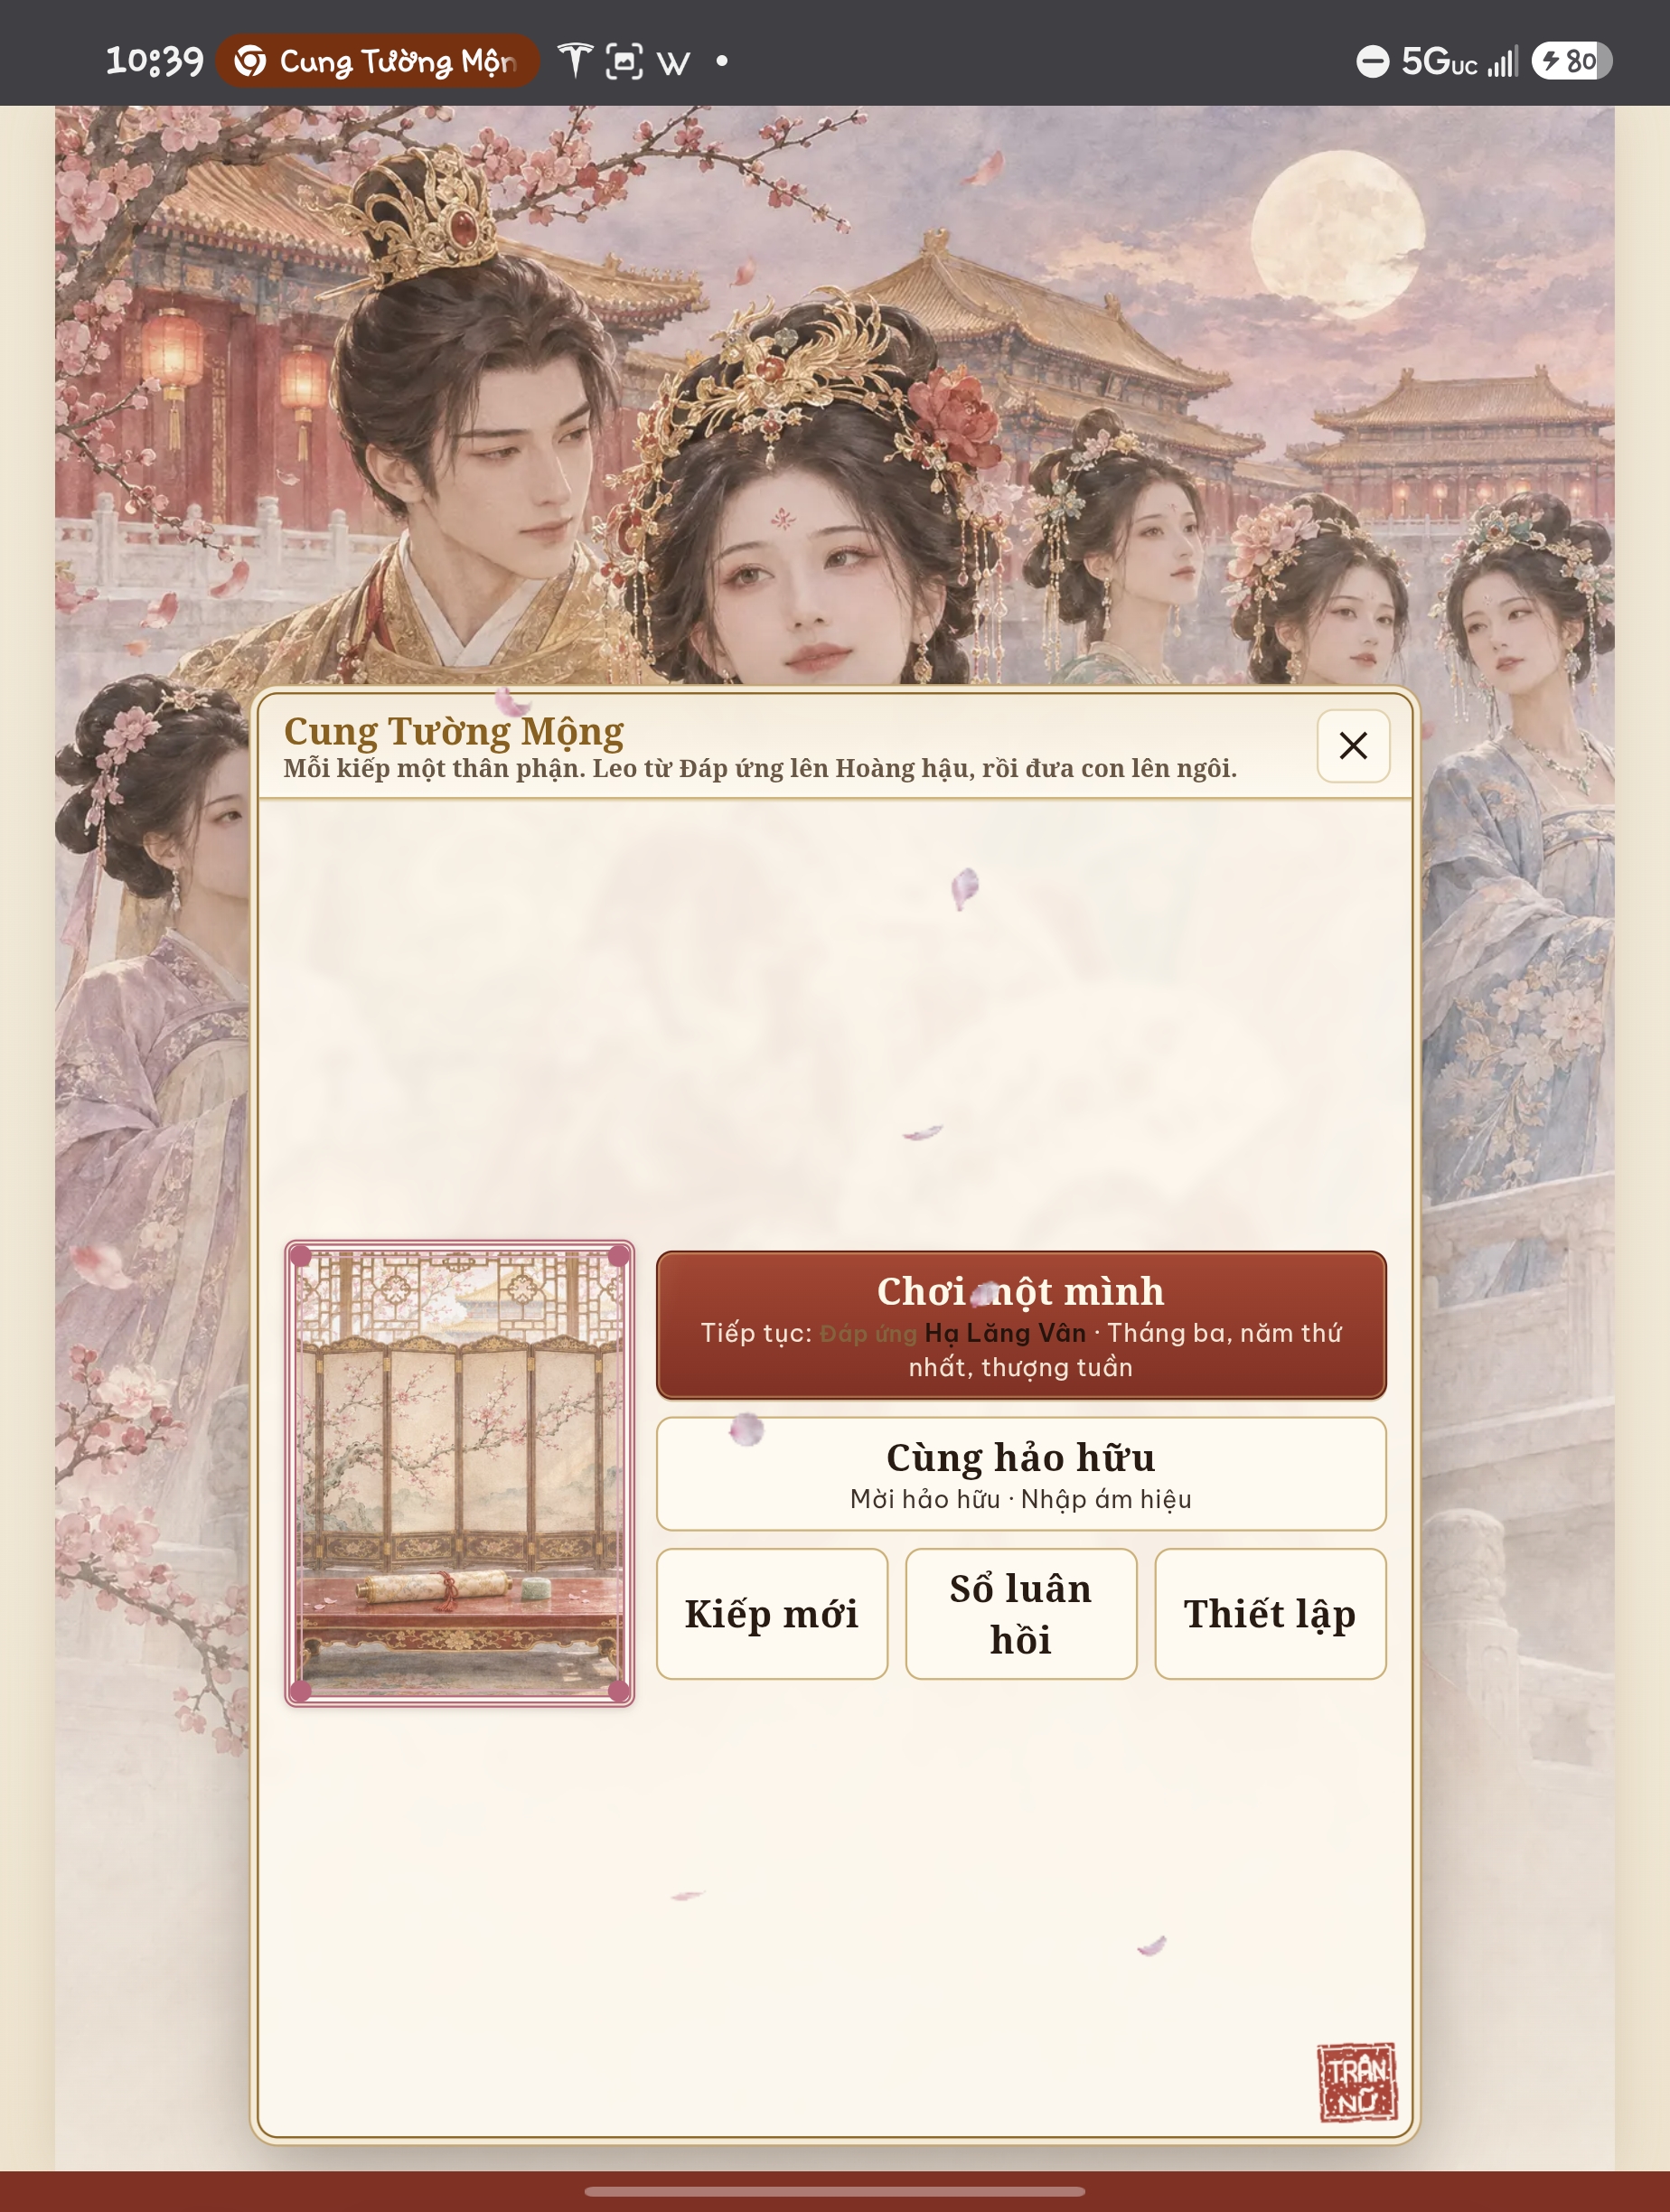 10:39 Cung Tường Mộn W 5G UC 80
Cung Tường Mộng
Mỗi kiếp một thân phận. Leo từ Đáp ứng lên Hoàng hậu, rồi đưa con lên ngôi.
Chơi một mình
Tiếp tục: Đáp ứng Hạ Lăng Vân · Tháng ba, năm thứ
nhất, thượng tuần
Cùng hảo hữu
Mời hảo hữu · Nhập ám hiệu
Kiếp mới
Sổ luân
hồi
Thiết lập
TRÂN
NỮ